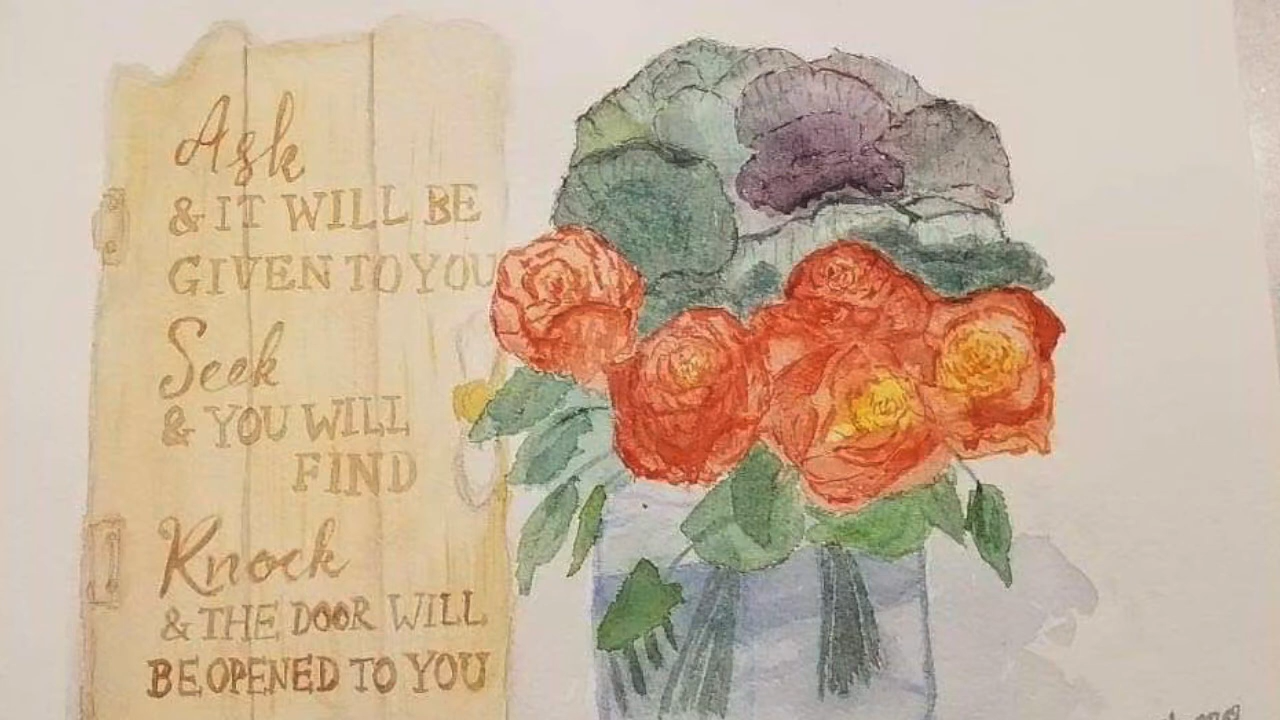 Ask
& IT WILL BE
GIVEN TO YOU
Seek
& YOU WILL
FIND
Knock
& THE DOOR WILL
BE OPENED TO YOU